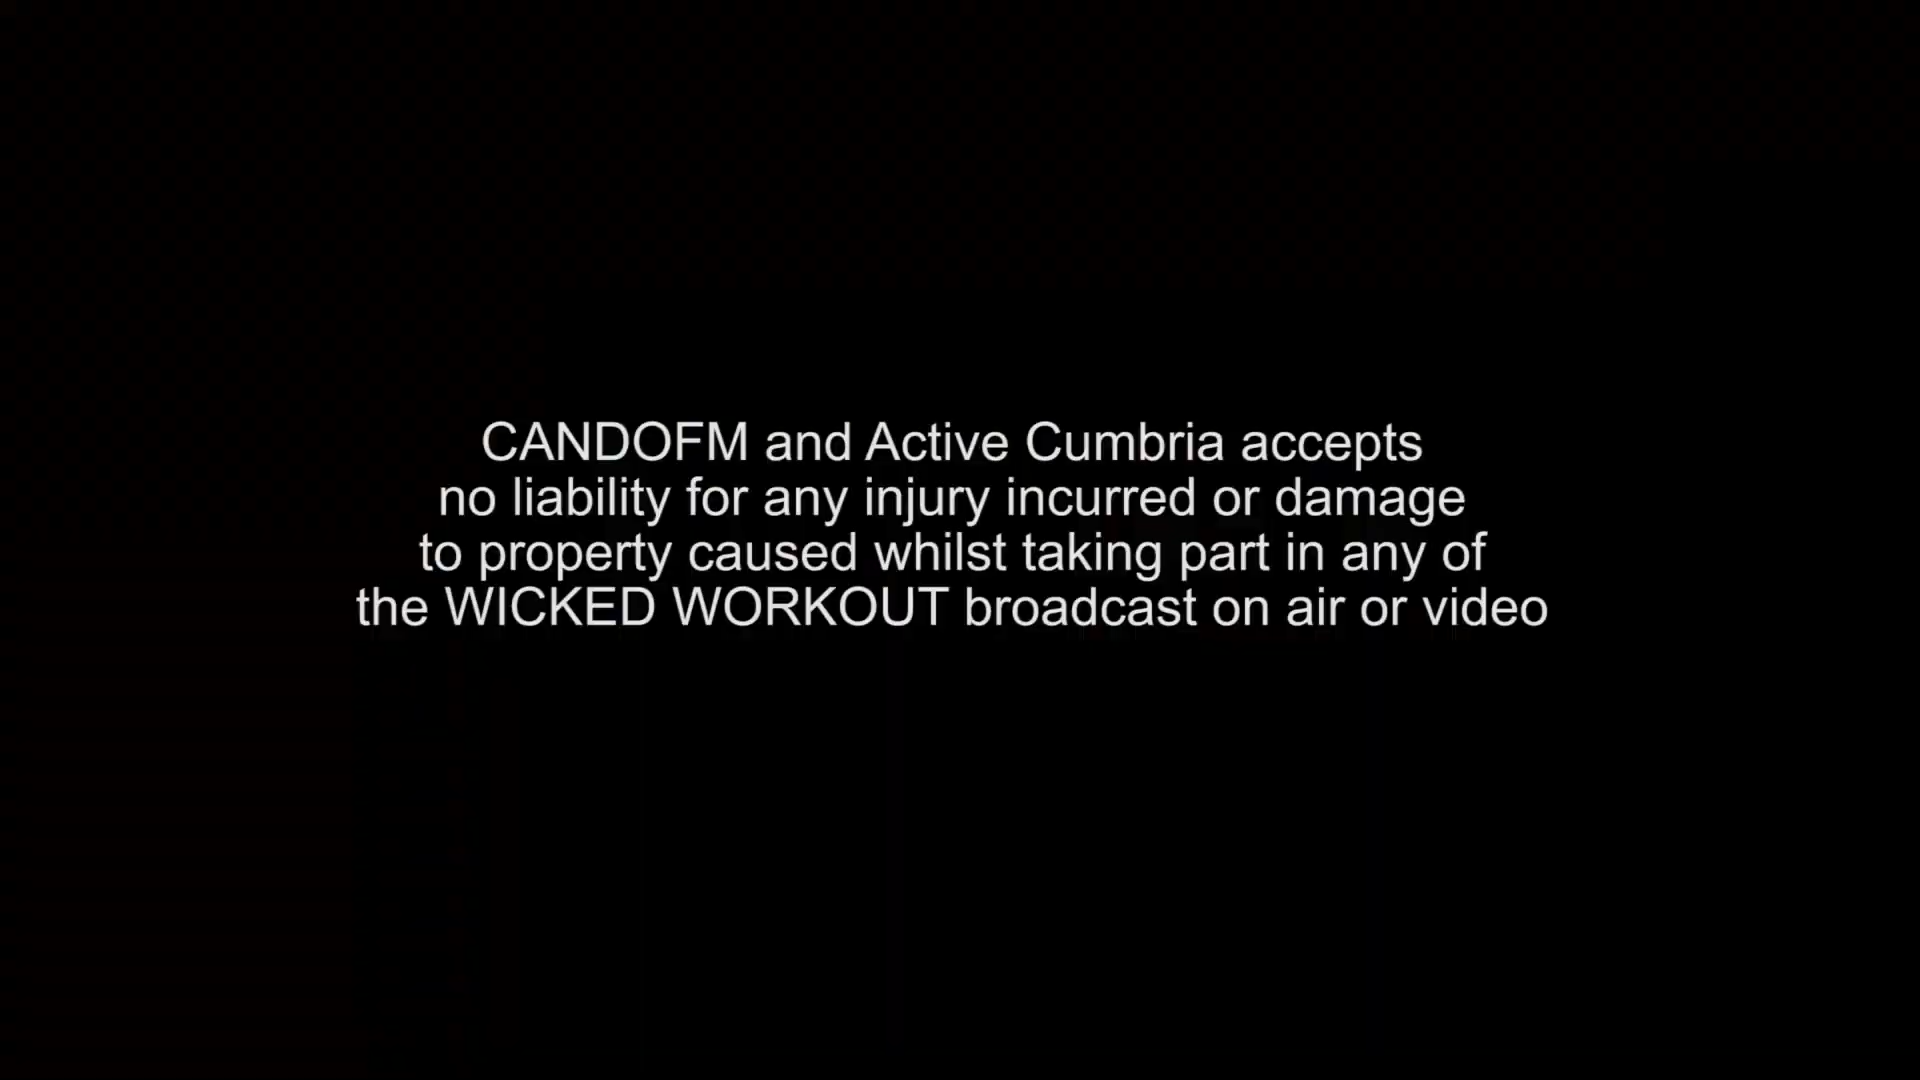 CANDOFM and Active Cumbria accepts
no liability for any injury incurred or damage
to property caused whilst taking part in any of
the WICKED WORKOUT broadcast on air or video